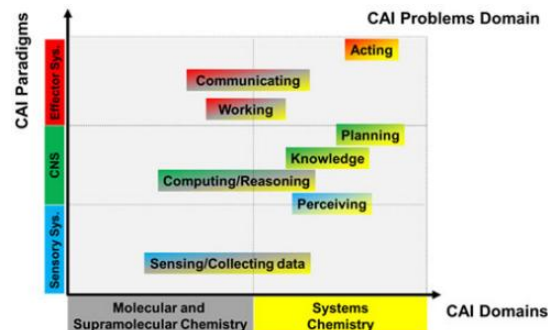 CAI Problems Domain
CAI Paradigms
Effector Sys.
CNS
Sensory Sys.
Acting
Communicating
Working
Planning
Knowledge
Computing/Reasoning
Perceiving
Sensing/Collecting data
Molecular and
Supramolecular Chemistry
Systems
Chemistry
CAI Domains